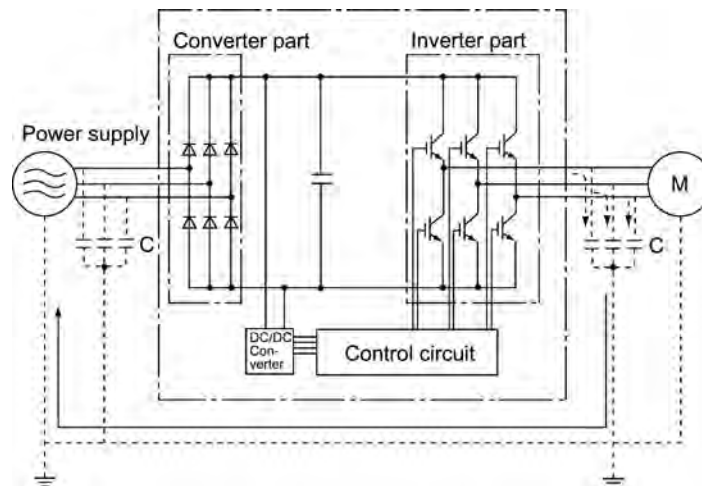 Converter part
Inverter part
Power supply
M
C
C
DC/DC
Con-
verter
Control circuit